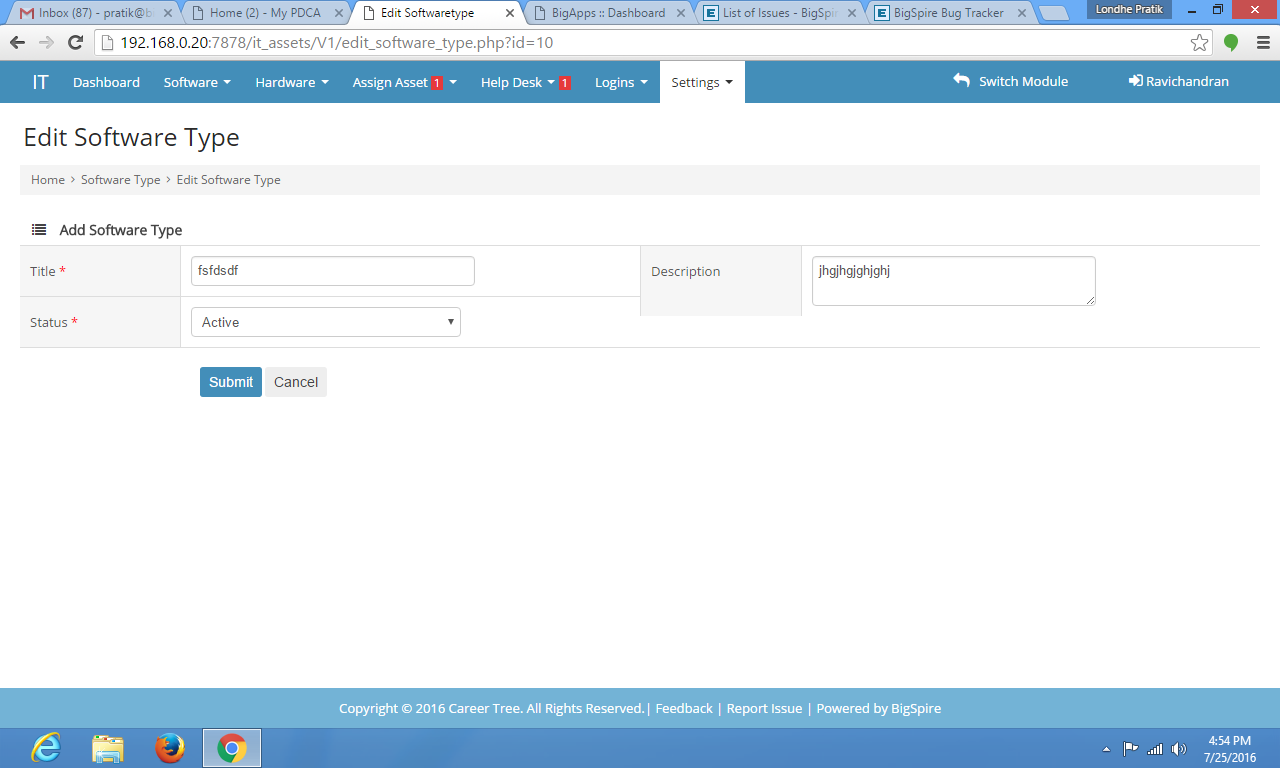 Inbox (87) - pratik@b
Home (2) - My PDCA
Edit Softwaretype
BigApps :: Dashboard
List of Issues - BigSpir
BigSpire Bug Tracker
Londhe Pratik
192.168.0.20:7878/it_assets/V1/edit_software_type.php?id=10
IT Dashboard Software Hardware Assign Asset 1 Help Desk 1 Logins Settings Switch Module Ravichandran
Edit Software Type
Home > Software Type > Edit Software Type
Add Software Type
Title * fsfdsdf Description jhgjhgjghjghj
Status * Active
Submit Cancel
Copyright © 2016 Career Tree. All Rights Reserved. | Feedback | Report Issue | Powered by BigSpire
4:54 PM
7/25/2016